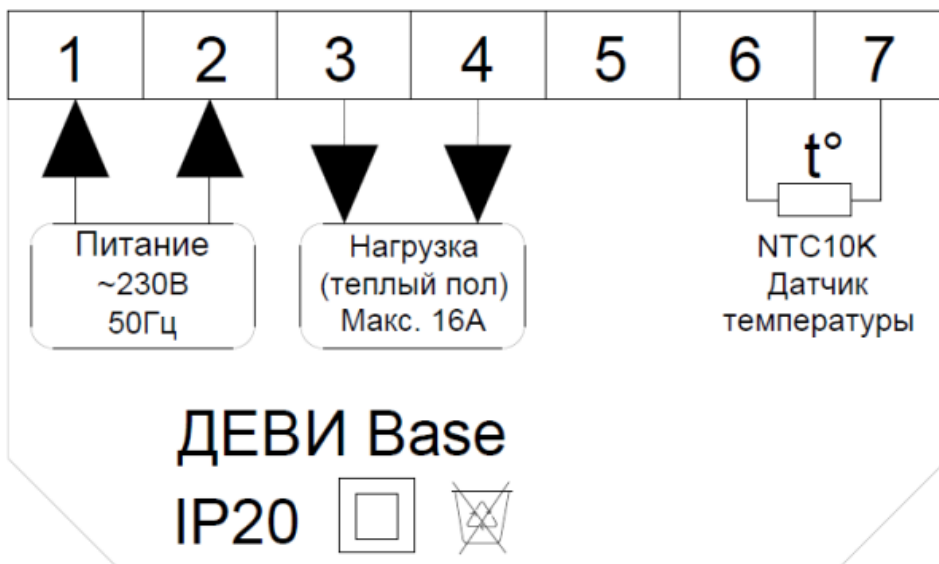 1 2 3 4 5 6 7
t°
Питание
~230В
50Гц
Нагрузка
(теплый пол)
Макс. 16А
NTC10K
Датчик
температуры
ДЕВИ Base
IP20